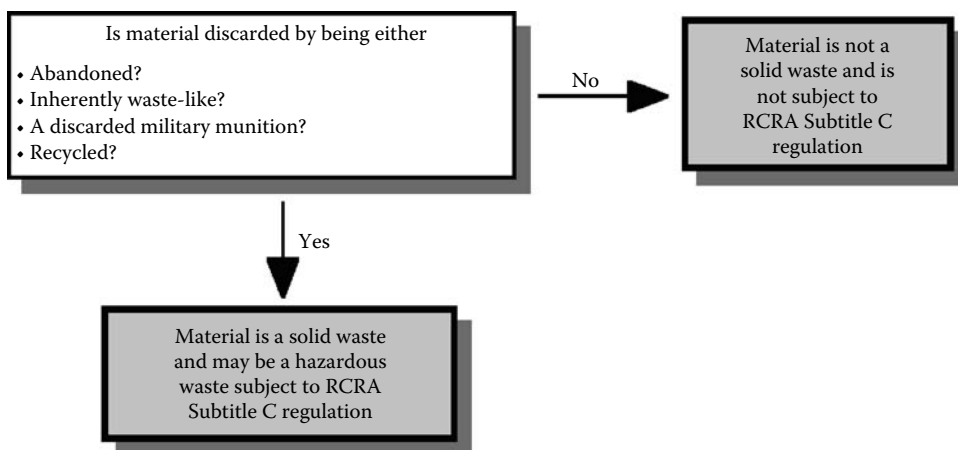 Is material discarded by being either
• Abandoned?
• Inherently waste-like?
• A discarded military munition?
• Recycled?
No
Material is not a
solid waste and is
not subject to
RCRA Subtitle C
regulation
Yes
Material is a solid waste
and may be a hazardous
waste subject to RCRA
Subtitle C regulation